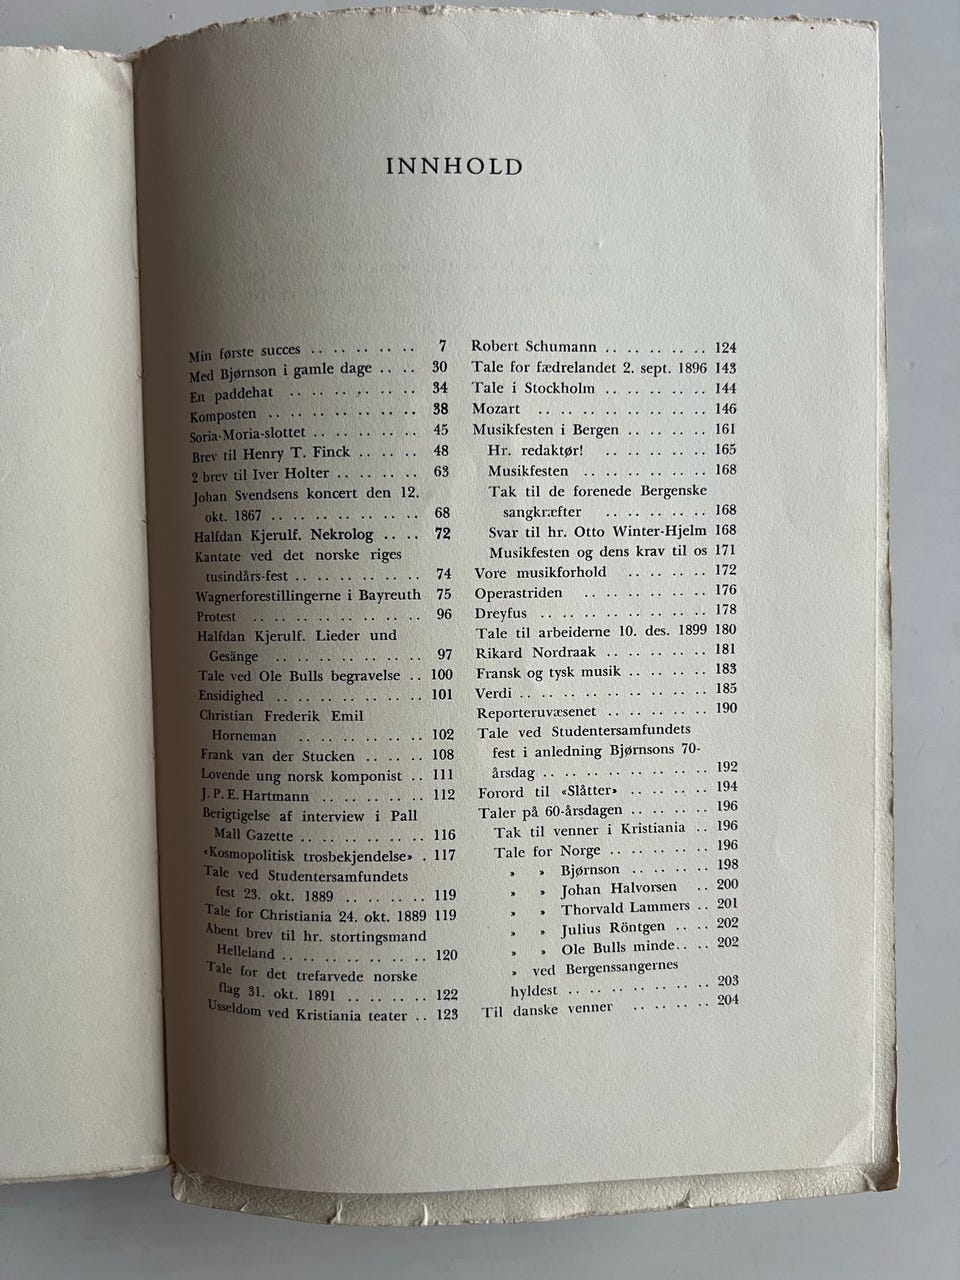 INNHOLD
Min første succes .. .. .. .. .. 7
Med Bjørnson i gamle dage .. .. 30
En paddehat .. .. .. .. .. .. 34
Komposten .. .. .. .. .. .. .. 38
Soria-Moria-slottet .. .. .. .. .. 45
Brev til Henry T. Finck .. .. .. 48
2 brev til Iver Holter .. .. .. .. 63
Johan Svendsens koncert den 12.
okt. 1867 .. .. .. .. .. .. .. 68
Halfdan Kjerulf. Nekrolog .. .. 72
Kantate ved det norske riges
tusindårs-fest .. .. .. .. .. .. 74
Wagnerforestillingerne i Bayreuth 75
Protest .. .. .. .. .. .. .. .. 96
Halfdan Kjerulf. Lieder und
Gesänge .. .. .. .. .. .. .. 97
Tale ved Ole Bulls begravelse .. 100
Ensidighed .. .. .. .. .. .. .. 101
Christian Frederik Emil
Horneman .. .. .. .. .. .. 102
Frank van der Stucken .. .. .. 108
Lovende ung norsk komponist .. 111
J. P. E. Hartmann .. .. .. .. .. 112
Berigtigelse af interview i Pall
Mall Gazette .. .. .. .. .. .. 116
«Kosmopolitisk trosbekjendelse» . 117
Tale ved Studentersamfundets
fest 23. okt. 1889 .. .. .. .. 119
Tale for Christiania 24. okt. 1889 119
Åbent brev til hr. stortingsmand
Helleland .. .. .. .. .. .. .. 120
Tale for det trefarvede norske
flag 31. okt. 1891 .. .. .. .. 122
Usseldom ved Kristiania teater .. 123
Robert Schumann .. .. .. .. .. 124
Tale for fædrelandet 2. sept. 1896 143
Tale i Stockholm .. .. .. .. .. 144
Mozart .. .. .. .. .. .. .. .. 146
Musikfesten i Bergen .. .. .. .. 161
Hr. redaktør! .. .. .. .. .. 165
Musikfesten .. .. .. .. .. .. 168
Tak til de forenede Bergenske
sangkræfter .. .. .. .. .. 168
Svar til hr. Otto Winter-Hjelm 168
Musikfesten og dens krav til os 171
Vore musikforhold .. .. .. .. 172
Operastriden .. .. .. .. .. .. 176
Dreyfus .. .. .. .. .. .. .. .. 178
Tale til arbeiderne 10. des. 1899 180
Rikard Nordraak .. .. .. .. .. 181
Fransk og tysk musik .. .. .. .. 183
Verdi .. .. .. .. .. .. .. .. .. 185
Reporteruvæsenet .. .. .. .. .. 190
Tale ved Studentersamfundets
fest i anledning Bjørnsons 70-
årsdag .. .. .. .. .. .. .. .. 192
Forord til «Slåtter» .. .. .. .. 194
Taler på 60-årsdagen .. .. .. .. 196
Tak til venner i Kristiania .. 196
Tale for Norge .. .. .. .. .. 196
» » Bjørnson .. .. .. .. 198
» » Johan Halvorsen .. 200
» » Thorvald Lammers .. 201
» » Julius Röntgen .. .. 202
» » Ole Bulls minde.. .. 202
» ved Bergenssangernes
hyldest .. .. .. .. .. .. .. 203
Til danske venner .. .. .. .. 204